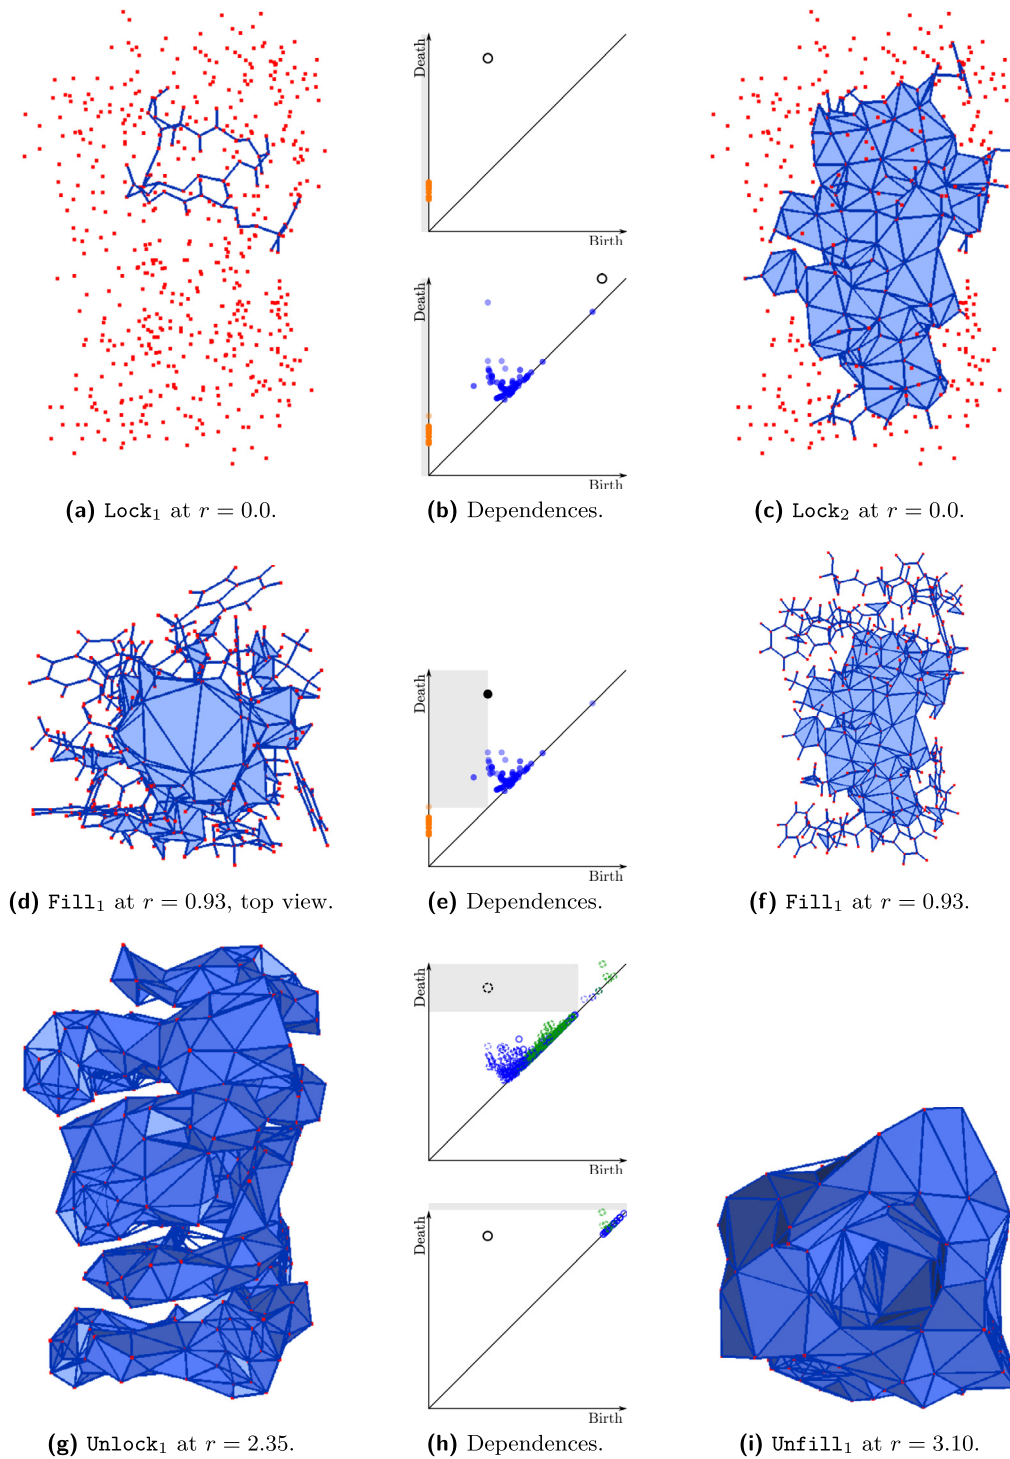 Death
Birth
Death
Birth
(a) Lock₁ at r = 0.0.
(b) Dependences.
(c) Lock₂ at r = 0.0.
Death
Birth
(d) Fill₁ at r = 0.93, top view.
(e) Dependences.
(f) Fill₁ at r = 0.93.
Death
Birth
Death
Birth
(g) Unlock₁ at r = 2.35.
(h) Dependences.
(i) Unfill₁ at r = 3.10.